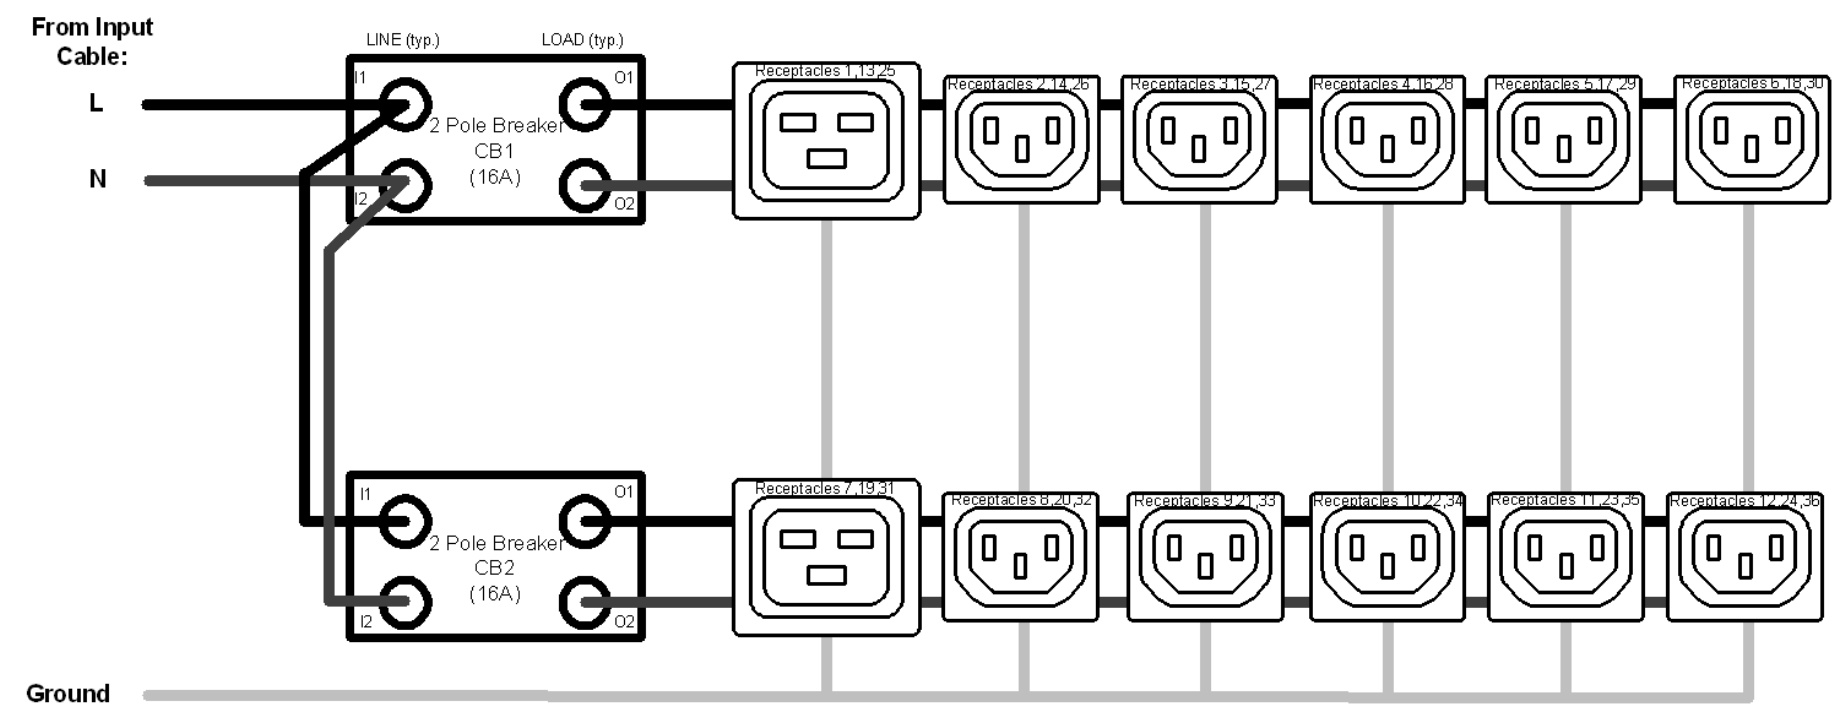 From Input
Cable:
LINE (typ.)
LOAD (typ.)
L
N
I1
O1
2 Pole Breaker
CB1
(16A)
I2
O2
Receptacles 1,13,25
Receptacles 2,14,26
Receptacles 3,15,27
Receptacles 4,16,28
Receptacles 5,17,29
Receptacles 6,18,30
I1
O1
2 Pole Breaker
CB2
(16A)
I2
O2
Receptacles 7,19,31
Receptacles 8,20,32
Receptacles 9,21,33
Receptacles 10,22,34
Receptacles 11,23,35
Receptacles 12,24,36
Ground